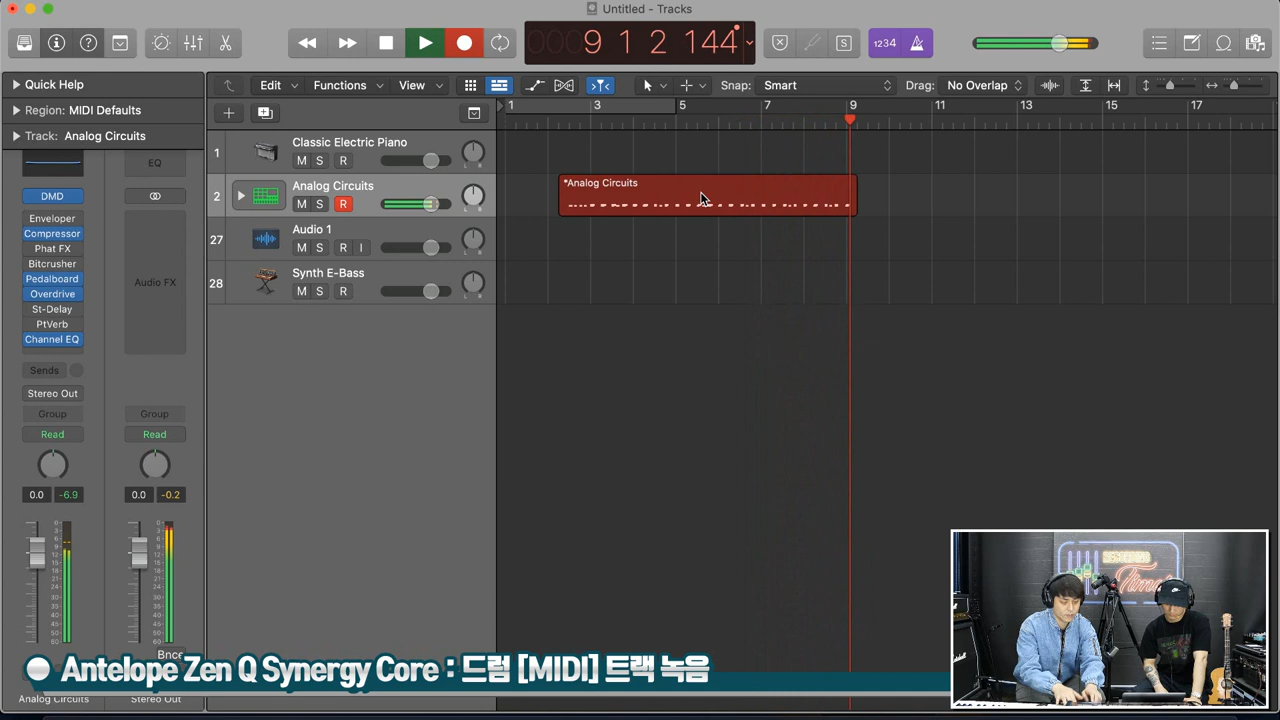 Untitled - Tracks
000 9 1 2 144
S
1234
Quick Help
Region: MIDI Defaults
Track: Analog Circuits
Edit Functions View Snap: Smart Drag: No Overlap
1 3 5 7 9 11 13 15 17
1 Classic Electric Piano
M S R
2 Analog Circuits
M S R
27 Audio 1
M S R I
28 Synth E-Bass
M S R
*Analog Circuits
EQ
DMD
Enveloper
Compressor
Phat FX
Bitcrusher
Pedalboard
Overdrive
St-Delay
PtVerb
Channel EQ
Audio FX
Sends
Stereo Out
Group Group
Read Read
0.0 -6.9 0.0 -0.2
Bnce
Antelope Zen Q Synergy Core : 드럼 [MIDI] 트랙 녹음
Analog Circuits Stereo Out
Time